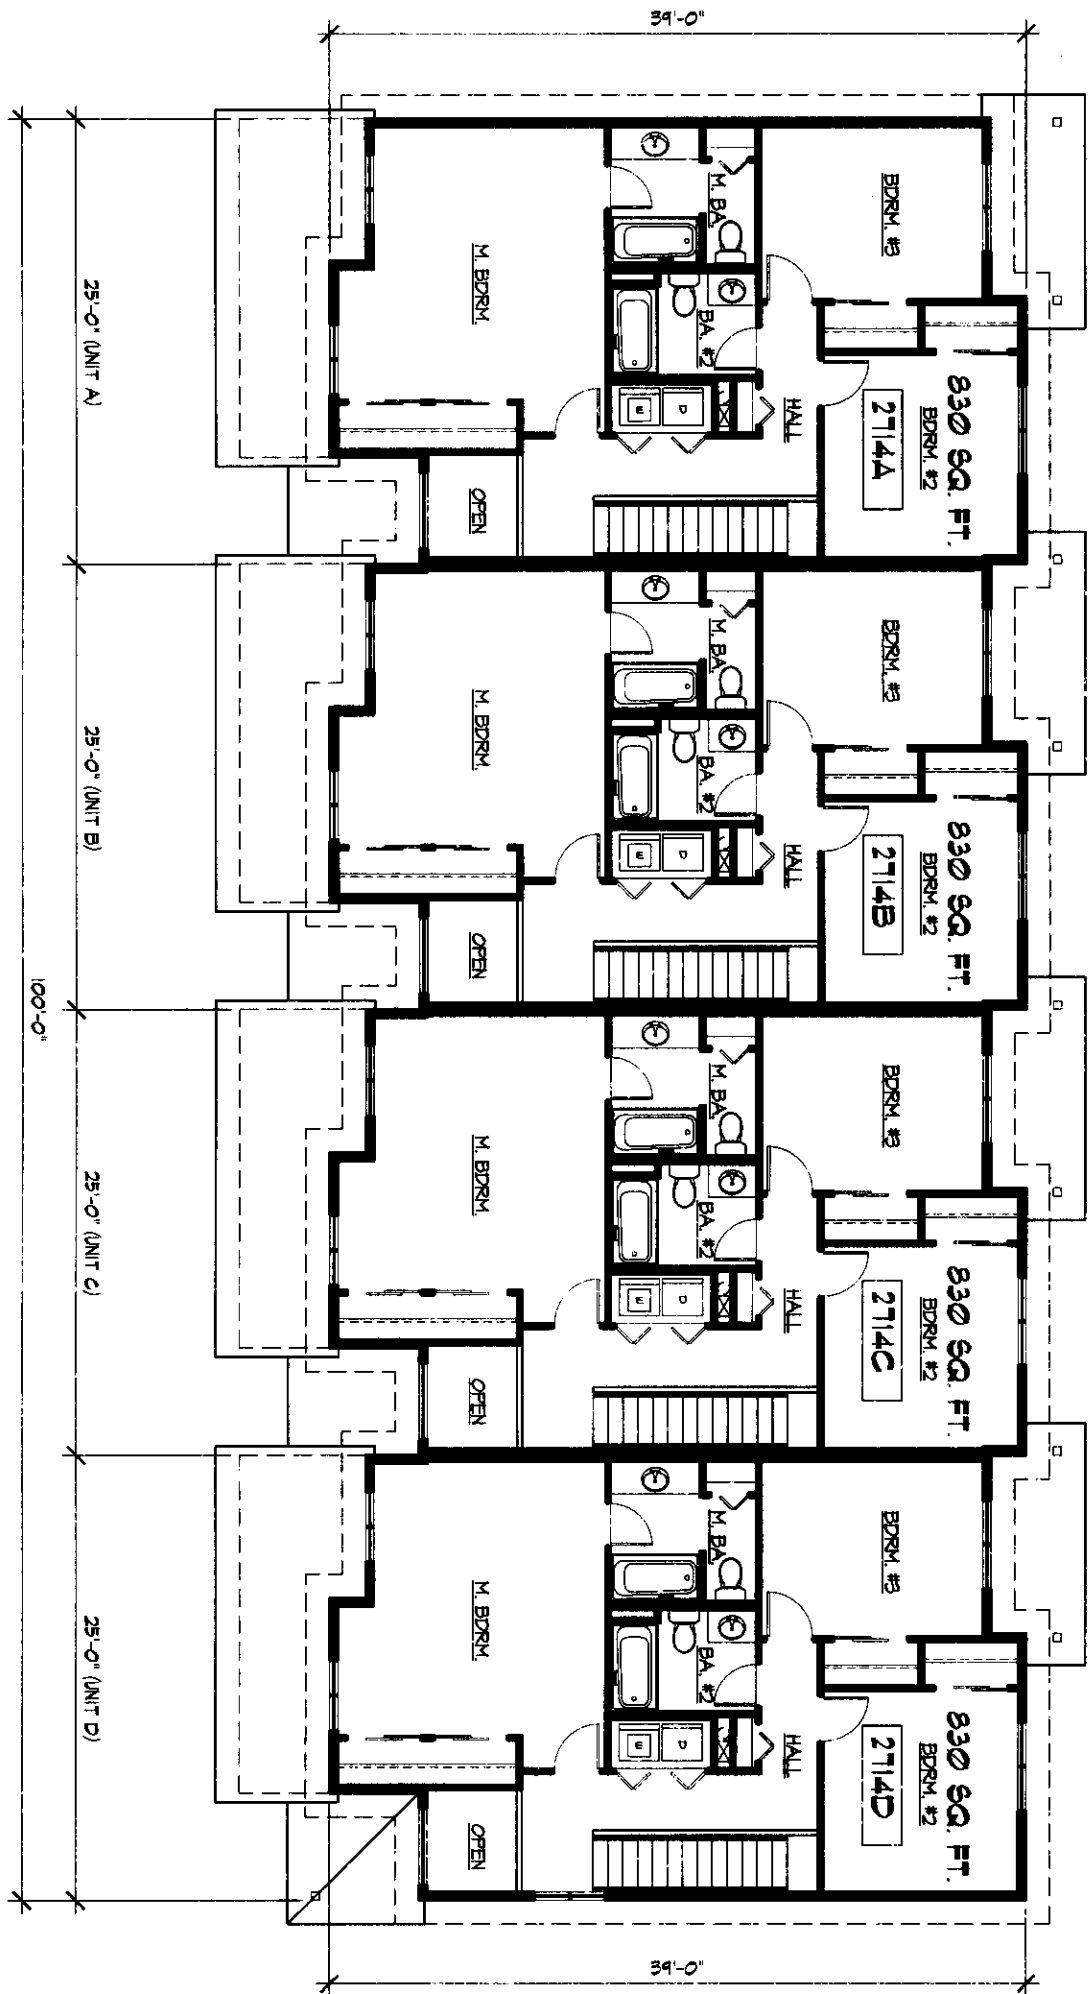 39'-0"
BDRM. #3
M. BA.
M. BDRM.
BA. #2
830 SQ. FT.
BDRM. #2
2714A
HALL
W
D
OPEN
25'-0" (UNIT A)
BDRM. #3
M. BA.
M. BDRM.
BA. #2
830 SQ. FT.
BDRM. #2
2714B
HALL
W
D
OPEN
25'-0" (UNIT B)
100'-0"
BDRM. #3
M. BA.
M. BDRM.
BA. #2
830 SQ. FT.
BDRM. #2
2714C
HALL
W
D
OPEN
25'-0" (UNIT C)
BDRM. #3
M. BA.
M. BDRM.
BA. #2
830 SQ. FT.
BDRM. #2
2714D
HALL
W
D
OPEN
25'-0" (UNIT D)
39'-0"